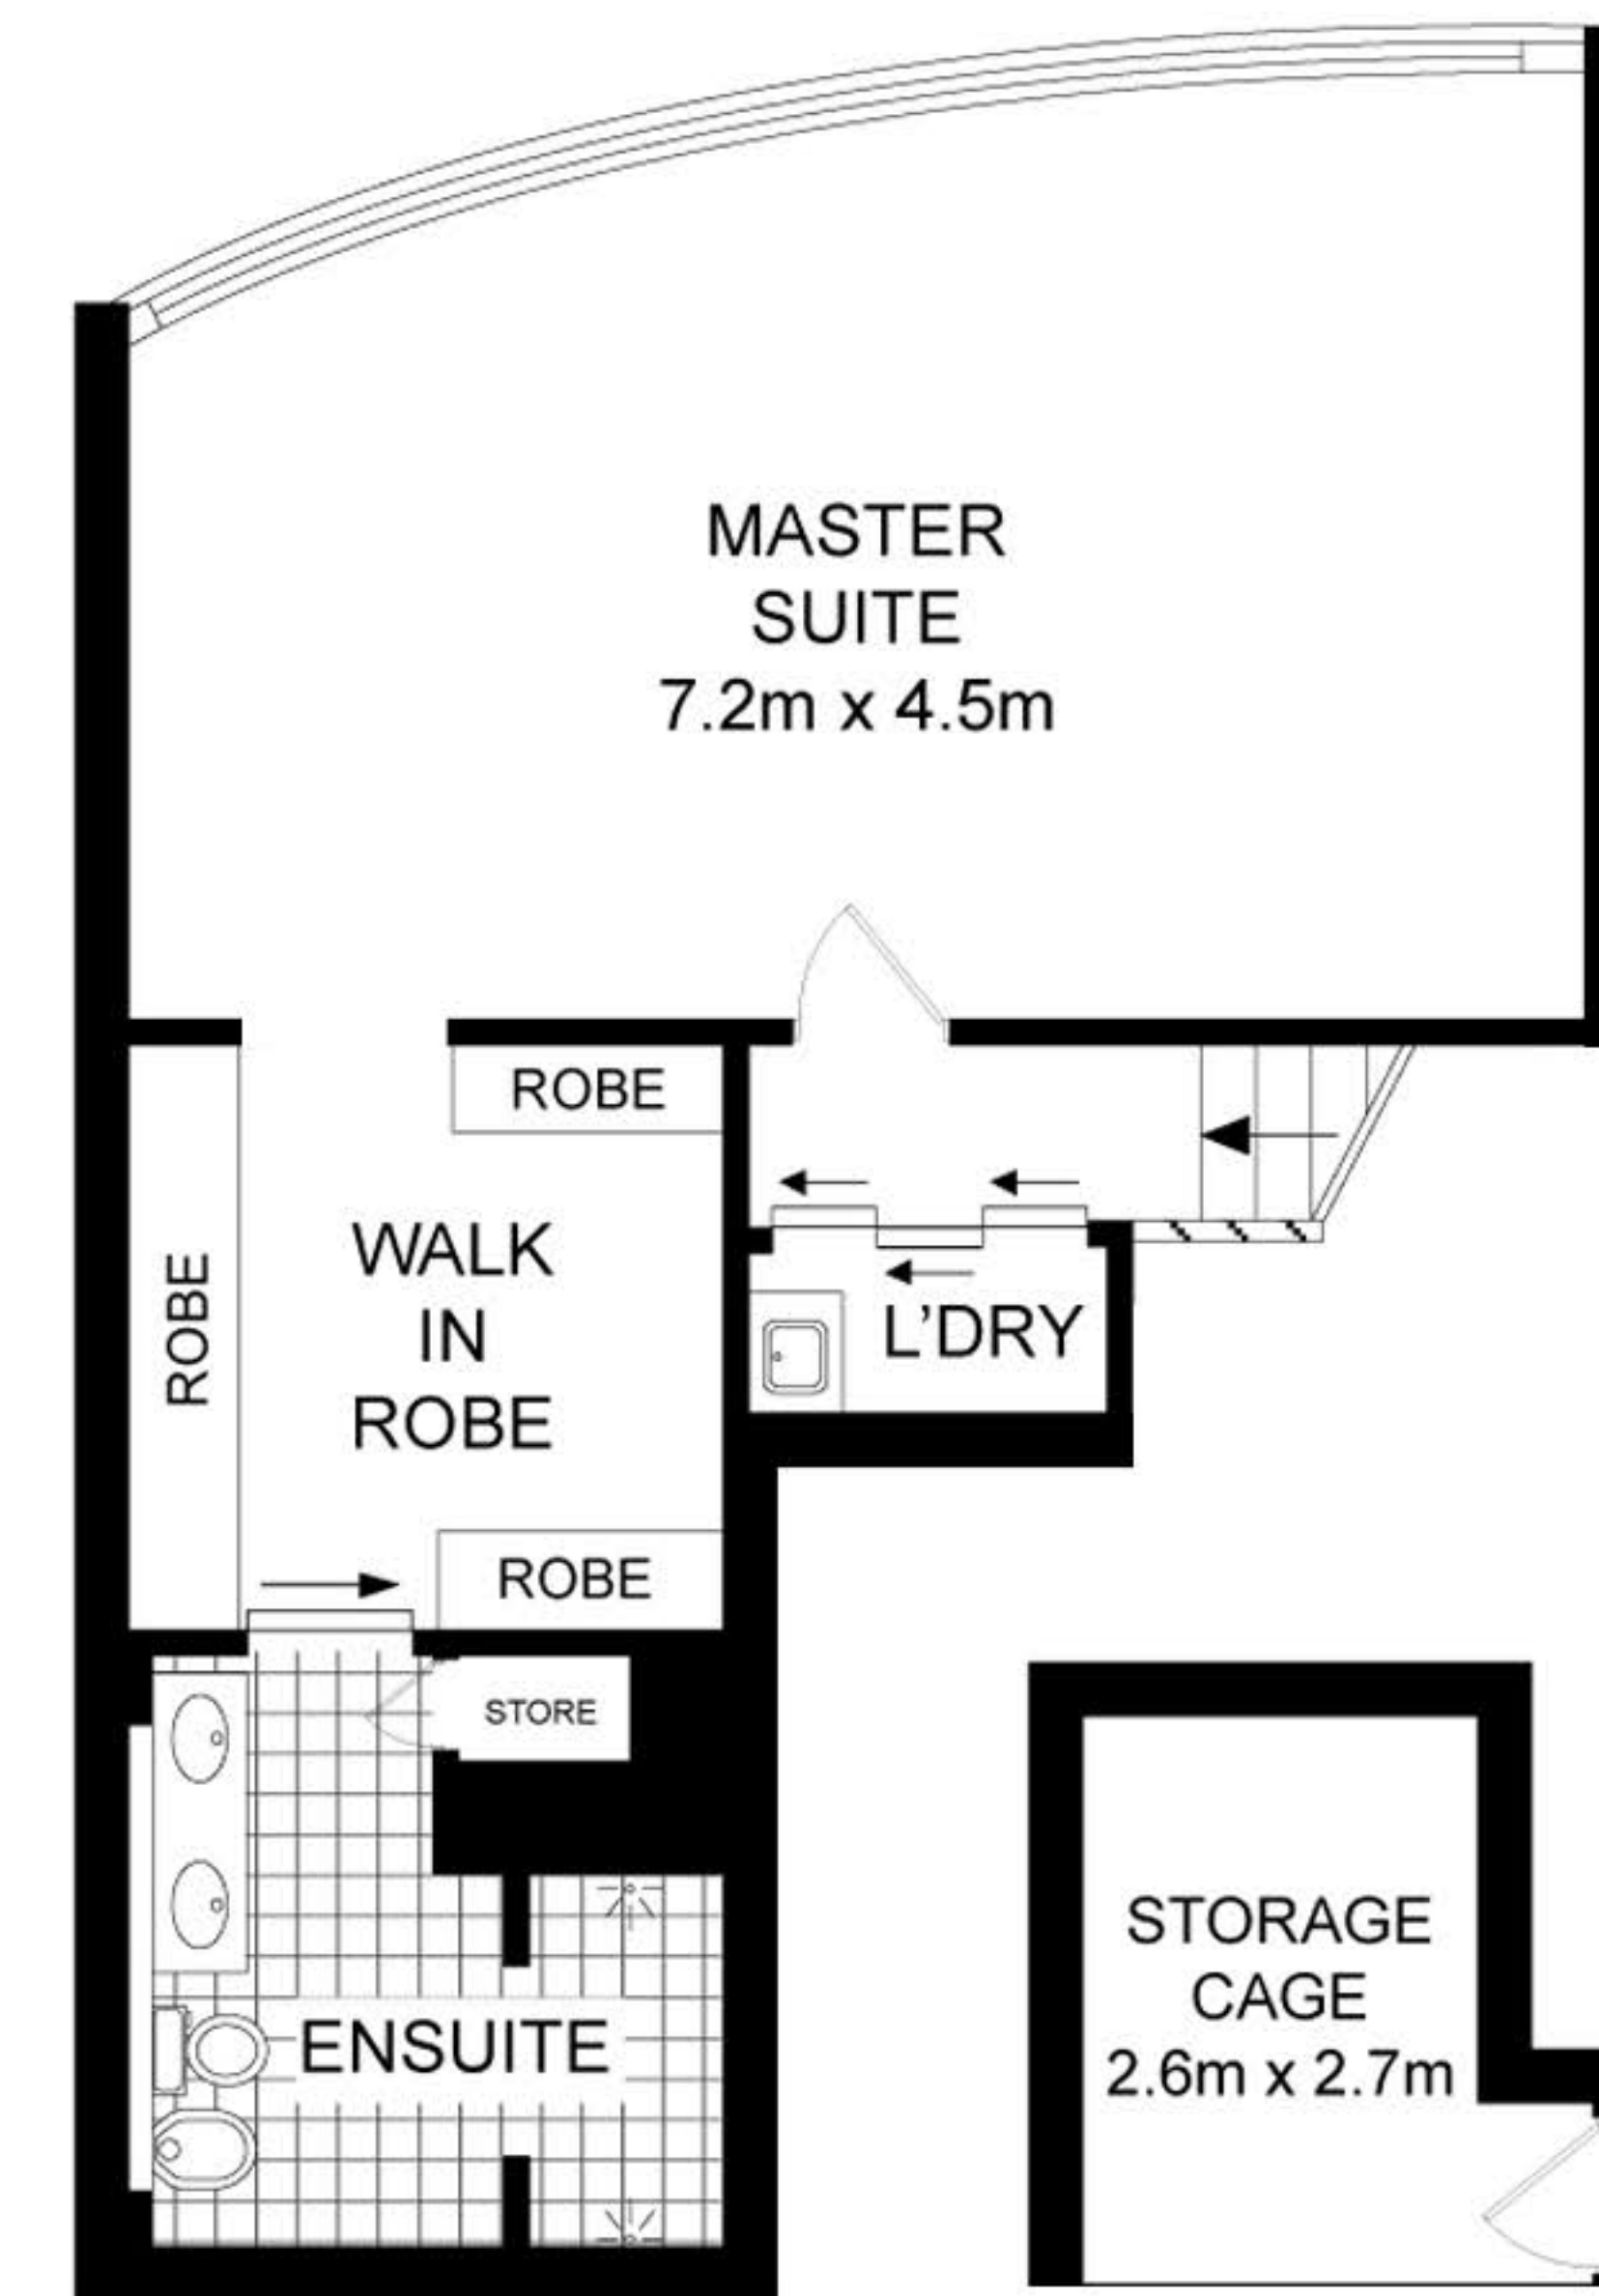 MASTER
SUITE
7.2m x 4.5m
ROBE
ROBE
WALK
IN
ROBE
L'DRY
ROBE
STORE
ENSUITE
STORAGE
CAGE
2.6m x 2.7m